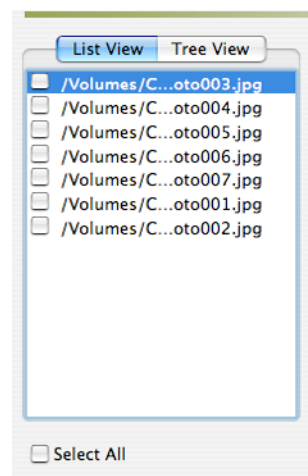 List View Tree View
/Volumes/C...oto003.jpg
/Volumes/C...oto004.jpg
/Volumes/C...oto005.jpg
/Volumes/C...oto006.jpg
/Volumes/C...oto007.jpg
/Volumes/C...oto001.jpg
/Volumes/C...oto002.jpg
Select All